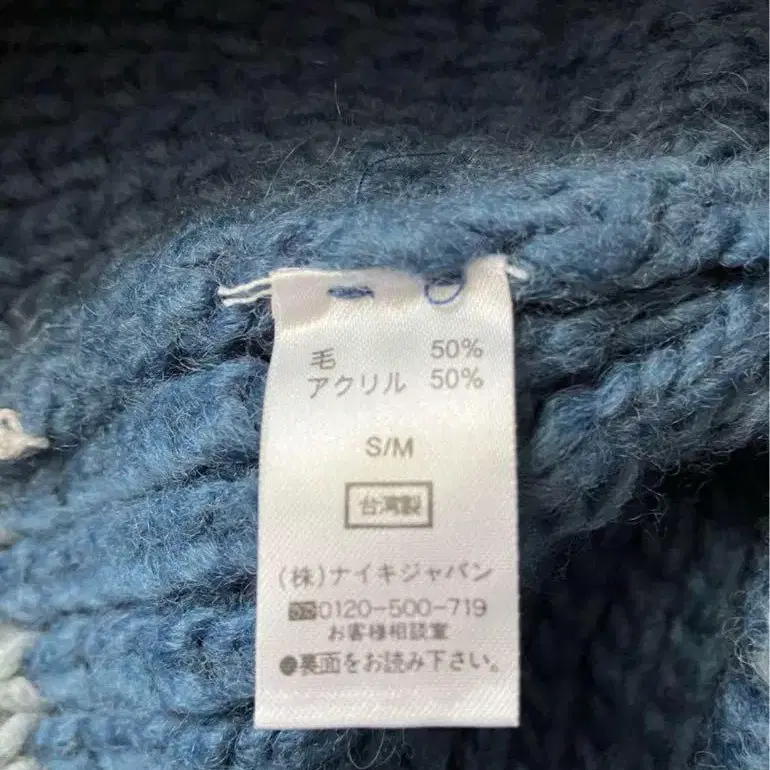 毛 50%
アクリル 50%
S/M
台湾製
(株)ナイキジャパン
0120-500-719
お客様相談室
●裏面をお読み下さい。